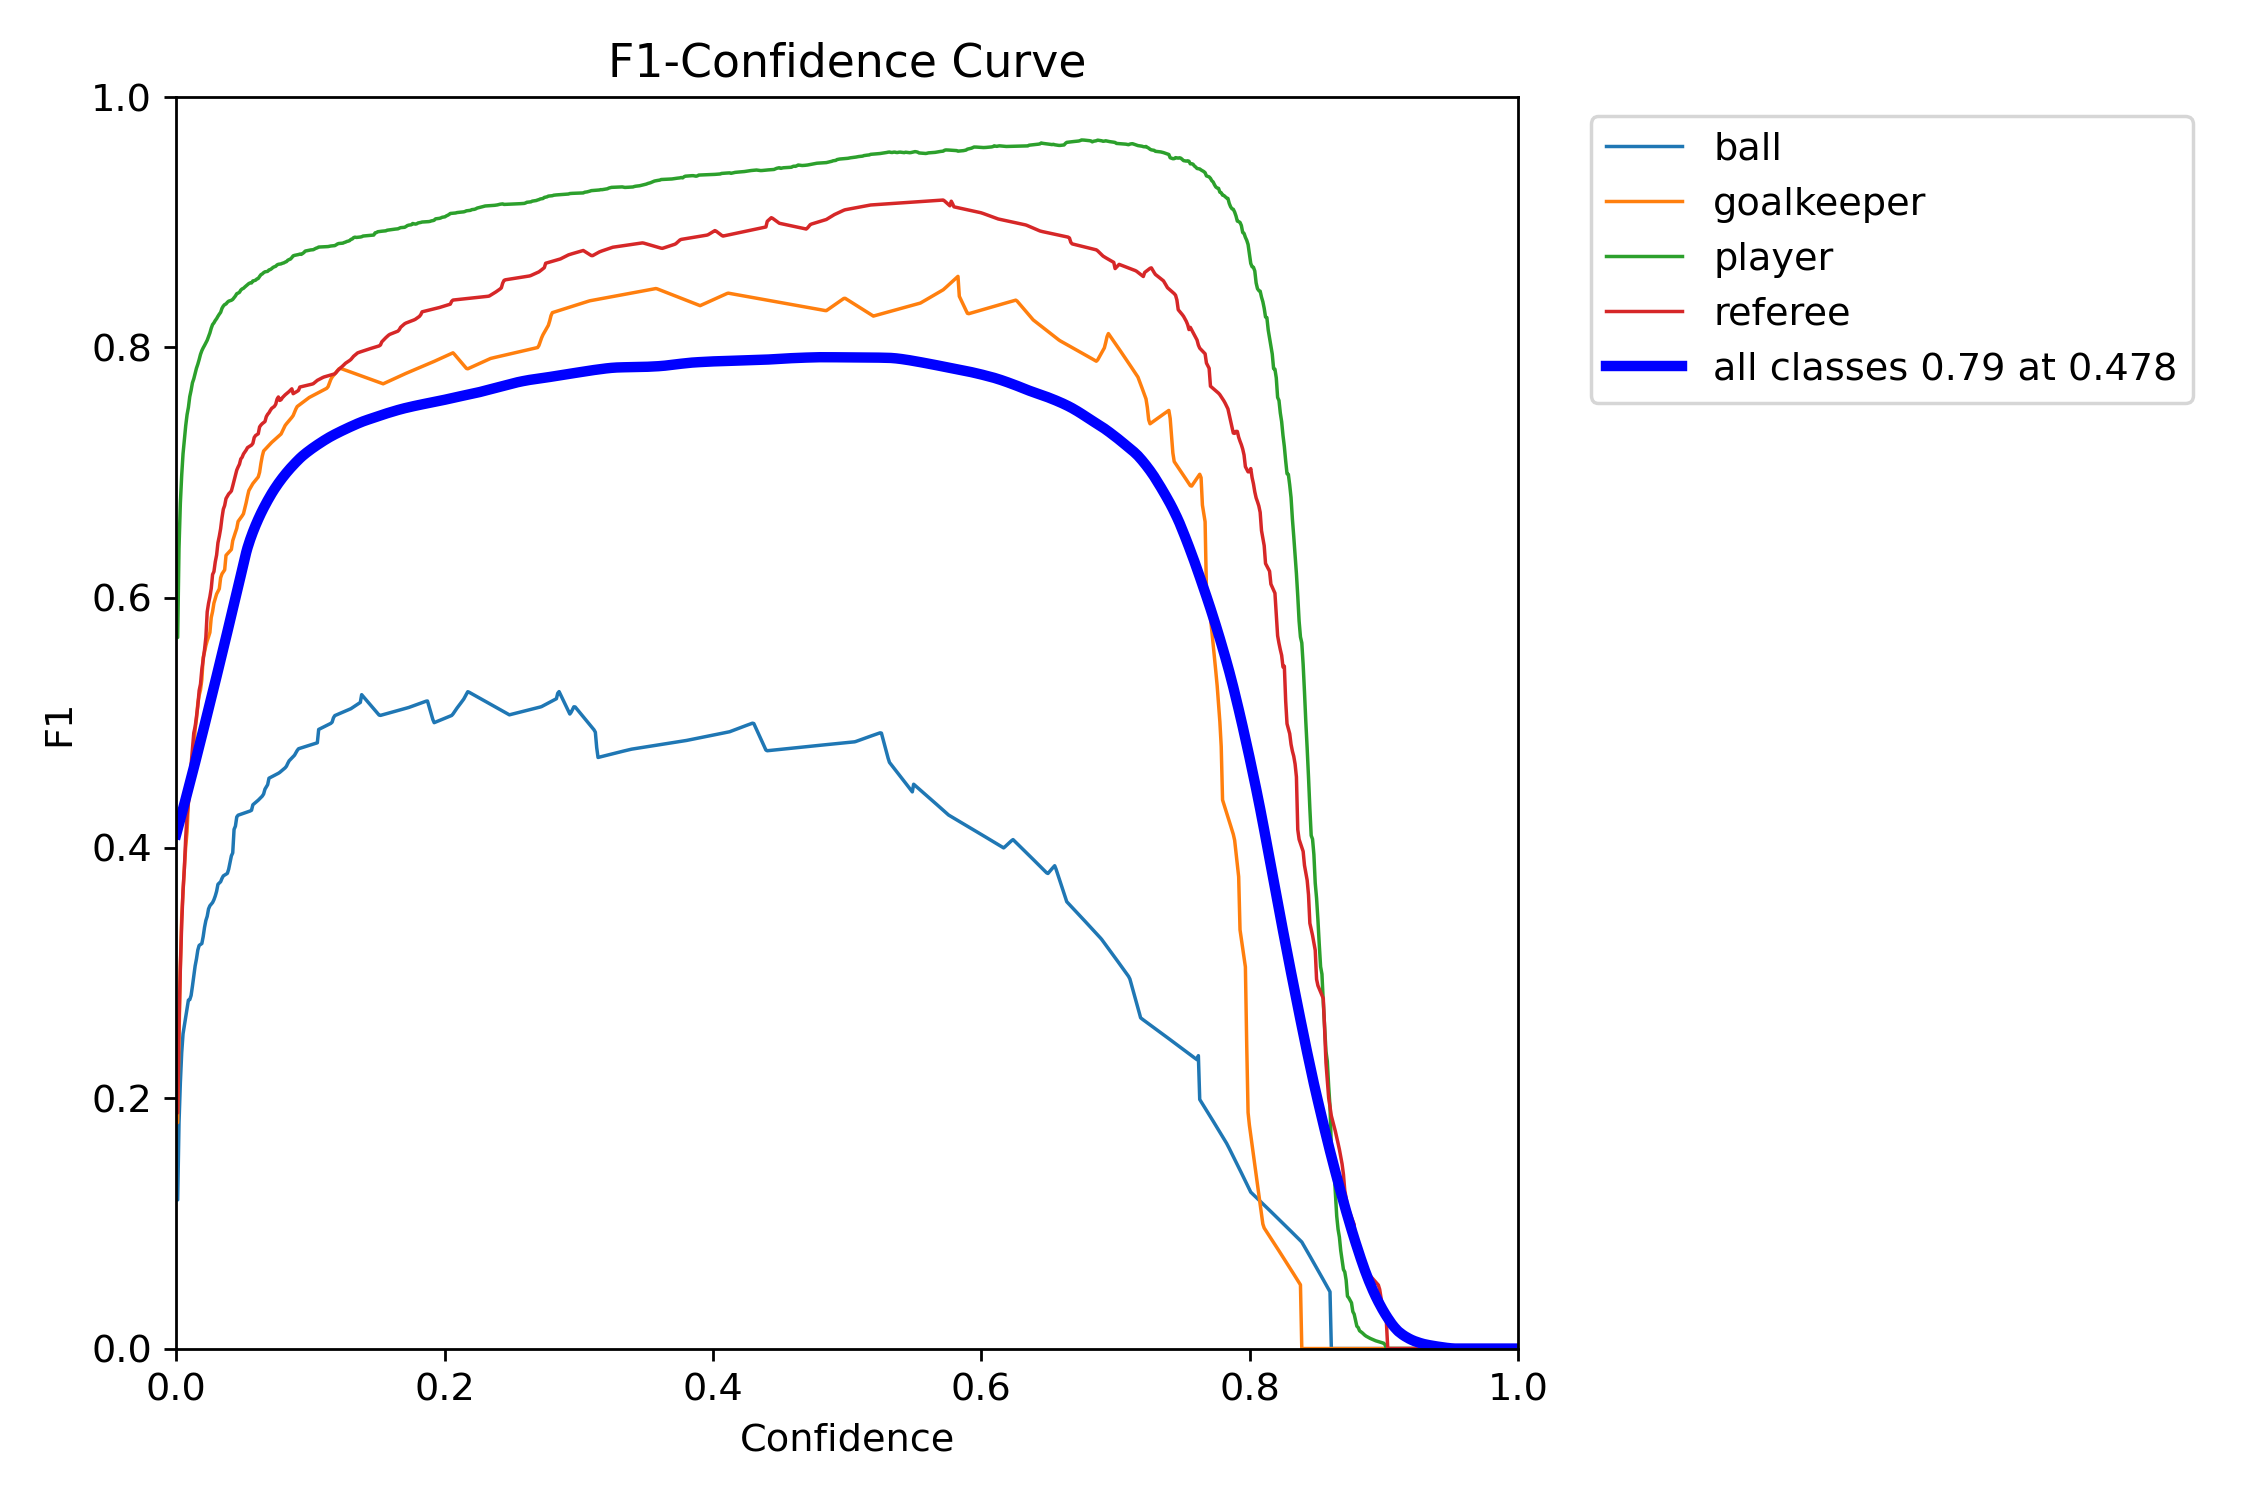 F1-Confidence Curve
1.0
0.8
0.6
0.4
0.2
0.0
F1
0.0 0.2 0.4 0.6 0.8 1.0
Confidence
ball
goalkeeper
player
referee
all classes 0.79 at 0.478